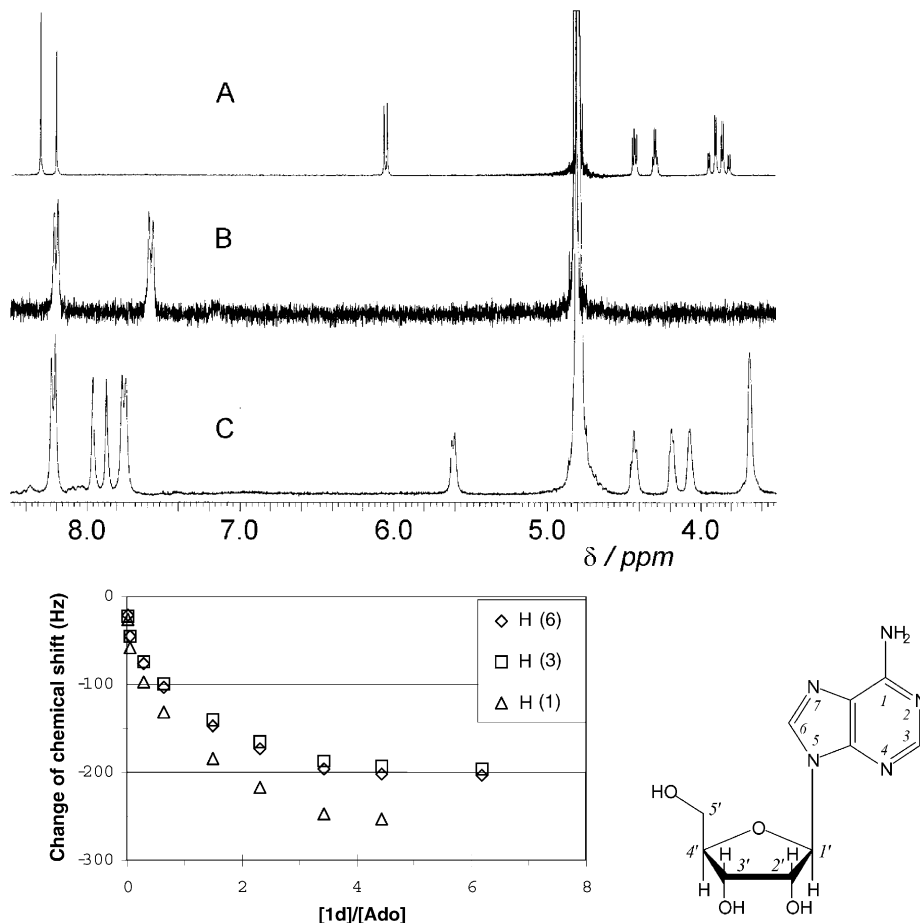 A
B
C
8.0 7.0 6.0 5.0 4.0
δ / ppm
Change of chemical shift (Hz)
0
-100
-200
-300
0 2 4 6 8
[1d]/[Ado]
H (6)
H (3)
H (1)
NH₂
N 7
1
N 2
6
5
N
4
N
3
HO
5'
O
4'
H
H
1'
3'
2'
H
H
OH
OH